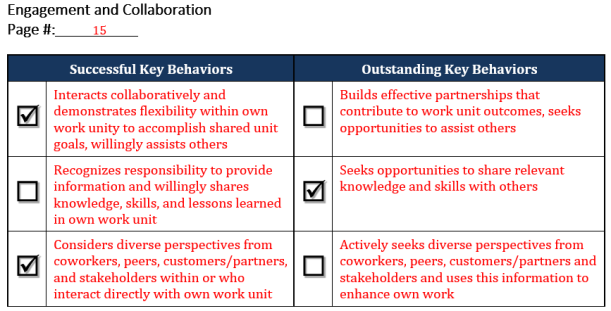 Engagement and Collaboration
Page #: 15
Successful Key Behaviors
Outstanding Key Behaviors
Interacts collaboratively and
demonstrates flexibility within own
work unity to accomplish shared unit
goals, willingly assists others
Builds effective partnerships that
contribute to work unit outcomes, seeks
opportunities to assist others
Recognizes responsibility to provide
information and willingly shares
knowledge, skills, and lessons learned
in own work unit
Seeks opportunities to share relevant
knowledge and skills with others
Considers diverse perspectives from
coworkers, peers, customers/partners,
and stakeholders within or who
interact directly with own work unit
Actively seeks diverse perspectives from
coworkers, peers, customers/partners and
stakeholders and uses this information to
enhance own work